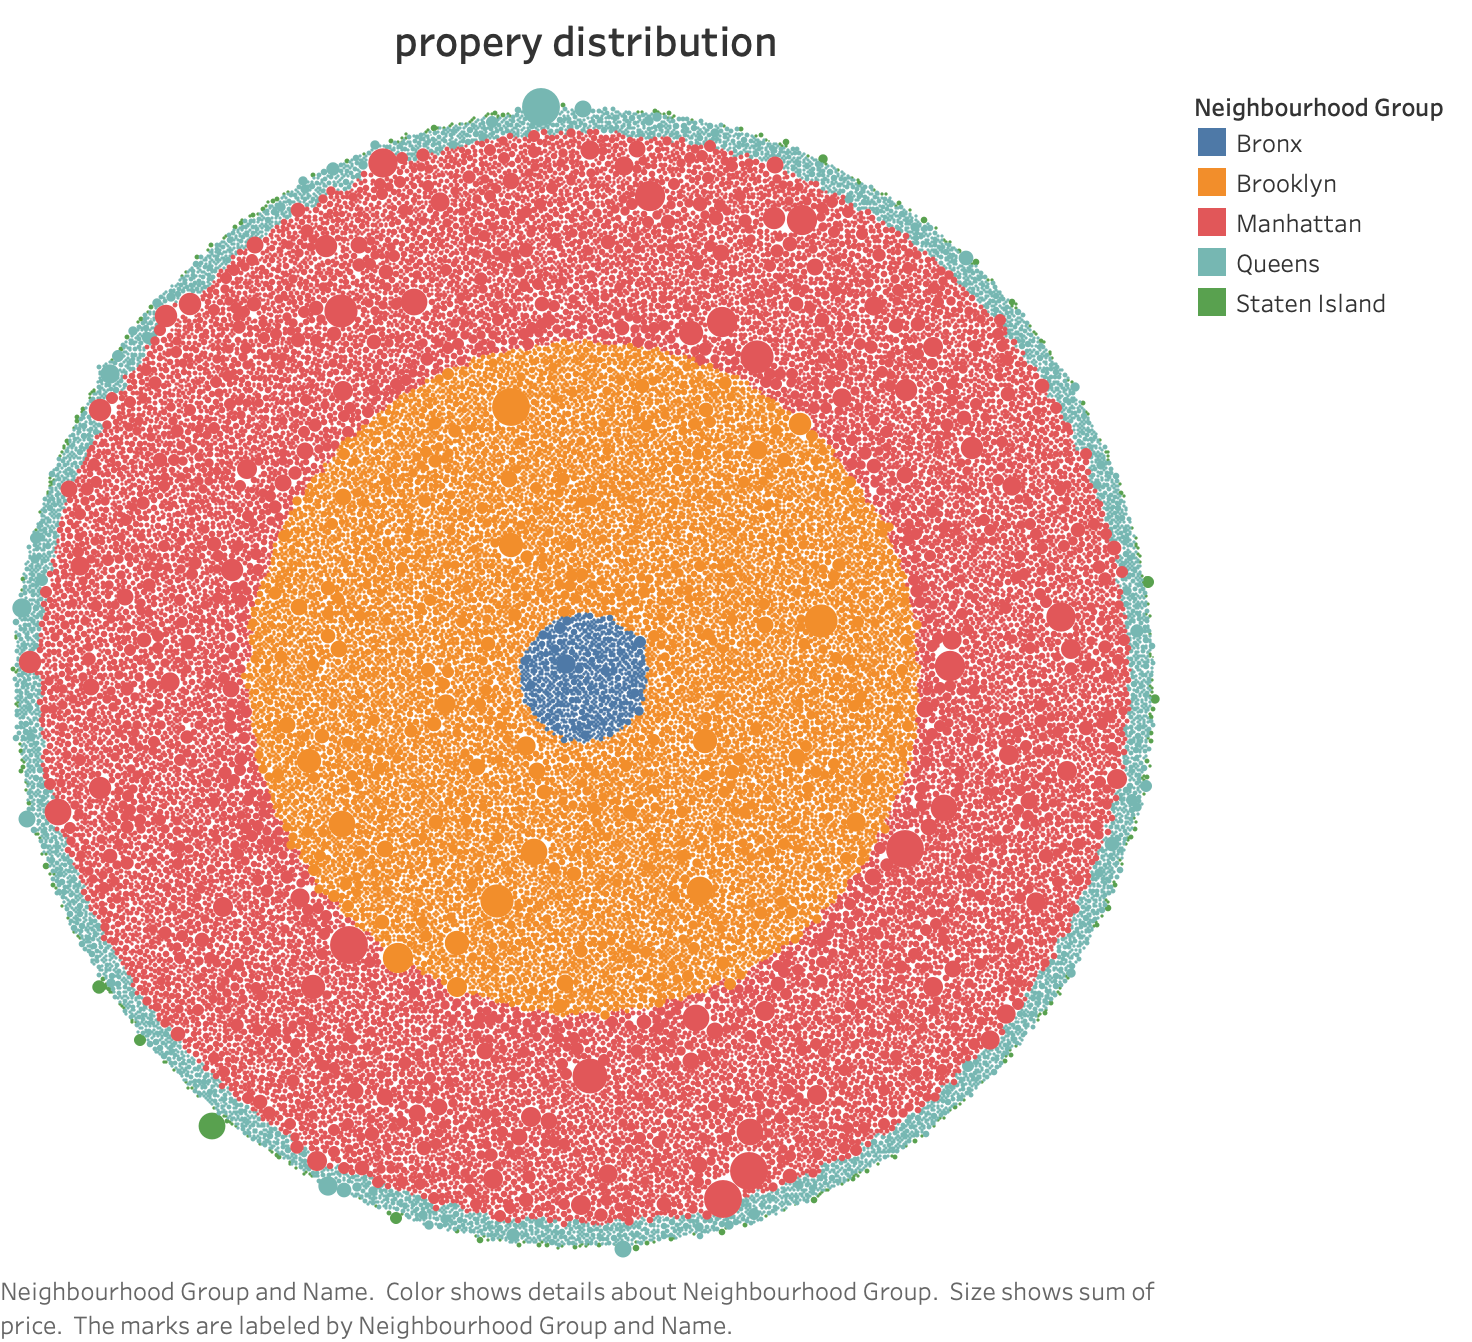 propery distribution
Neighbourhood Group
Bronx
Brooklyn
Manhattan
Queens
Staten Island
Neighbourhood Group and Name.  Color shows details about Neighbourhood Group.  Size shows sum of
price.  The marks are labeled by Neighbourhood Group and Name.